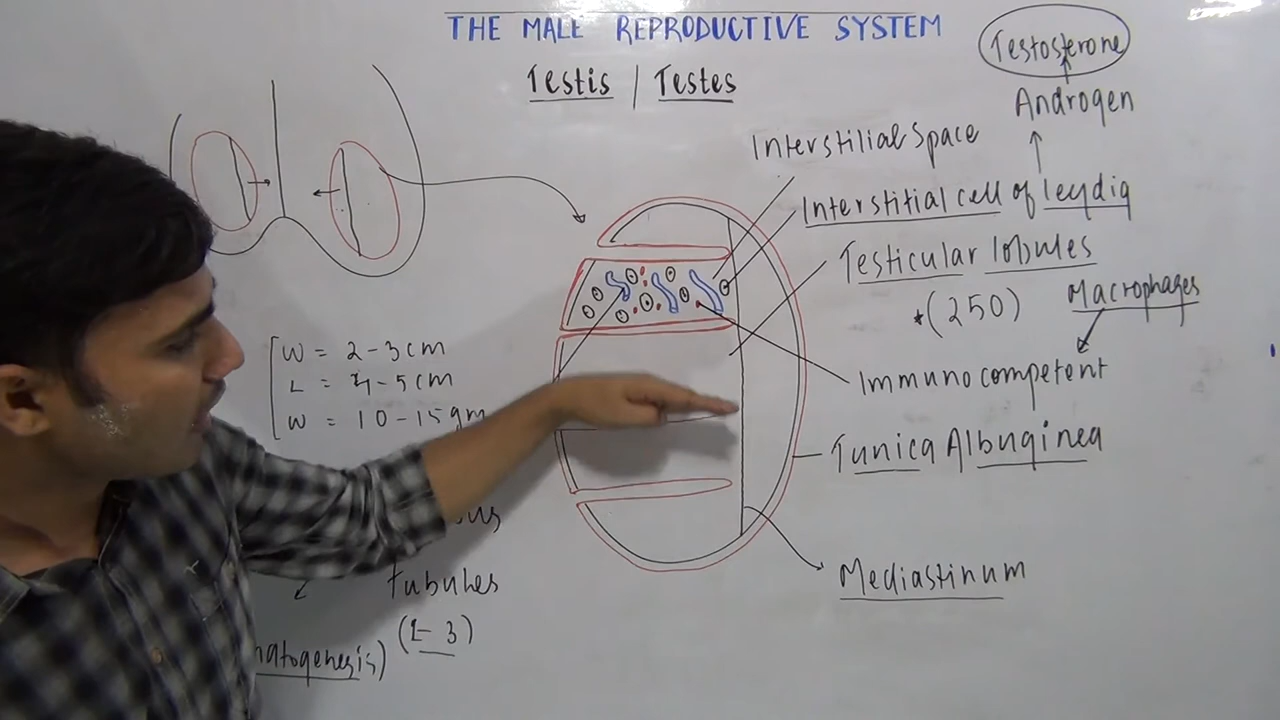 THE MALE REPRODUCTIVE SYSTEM
Testis / Testes
Testosterone
Androgen
Interstilial Space
Interstitial cell of leydig
Testicular lobules
*(250)
Macrophages
Immuno competent
Tunica Albuginea
Mediastinum
W = 2-3cm
L = 4-5cm
W = 10-15gm
tubules
(1-3)